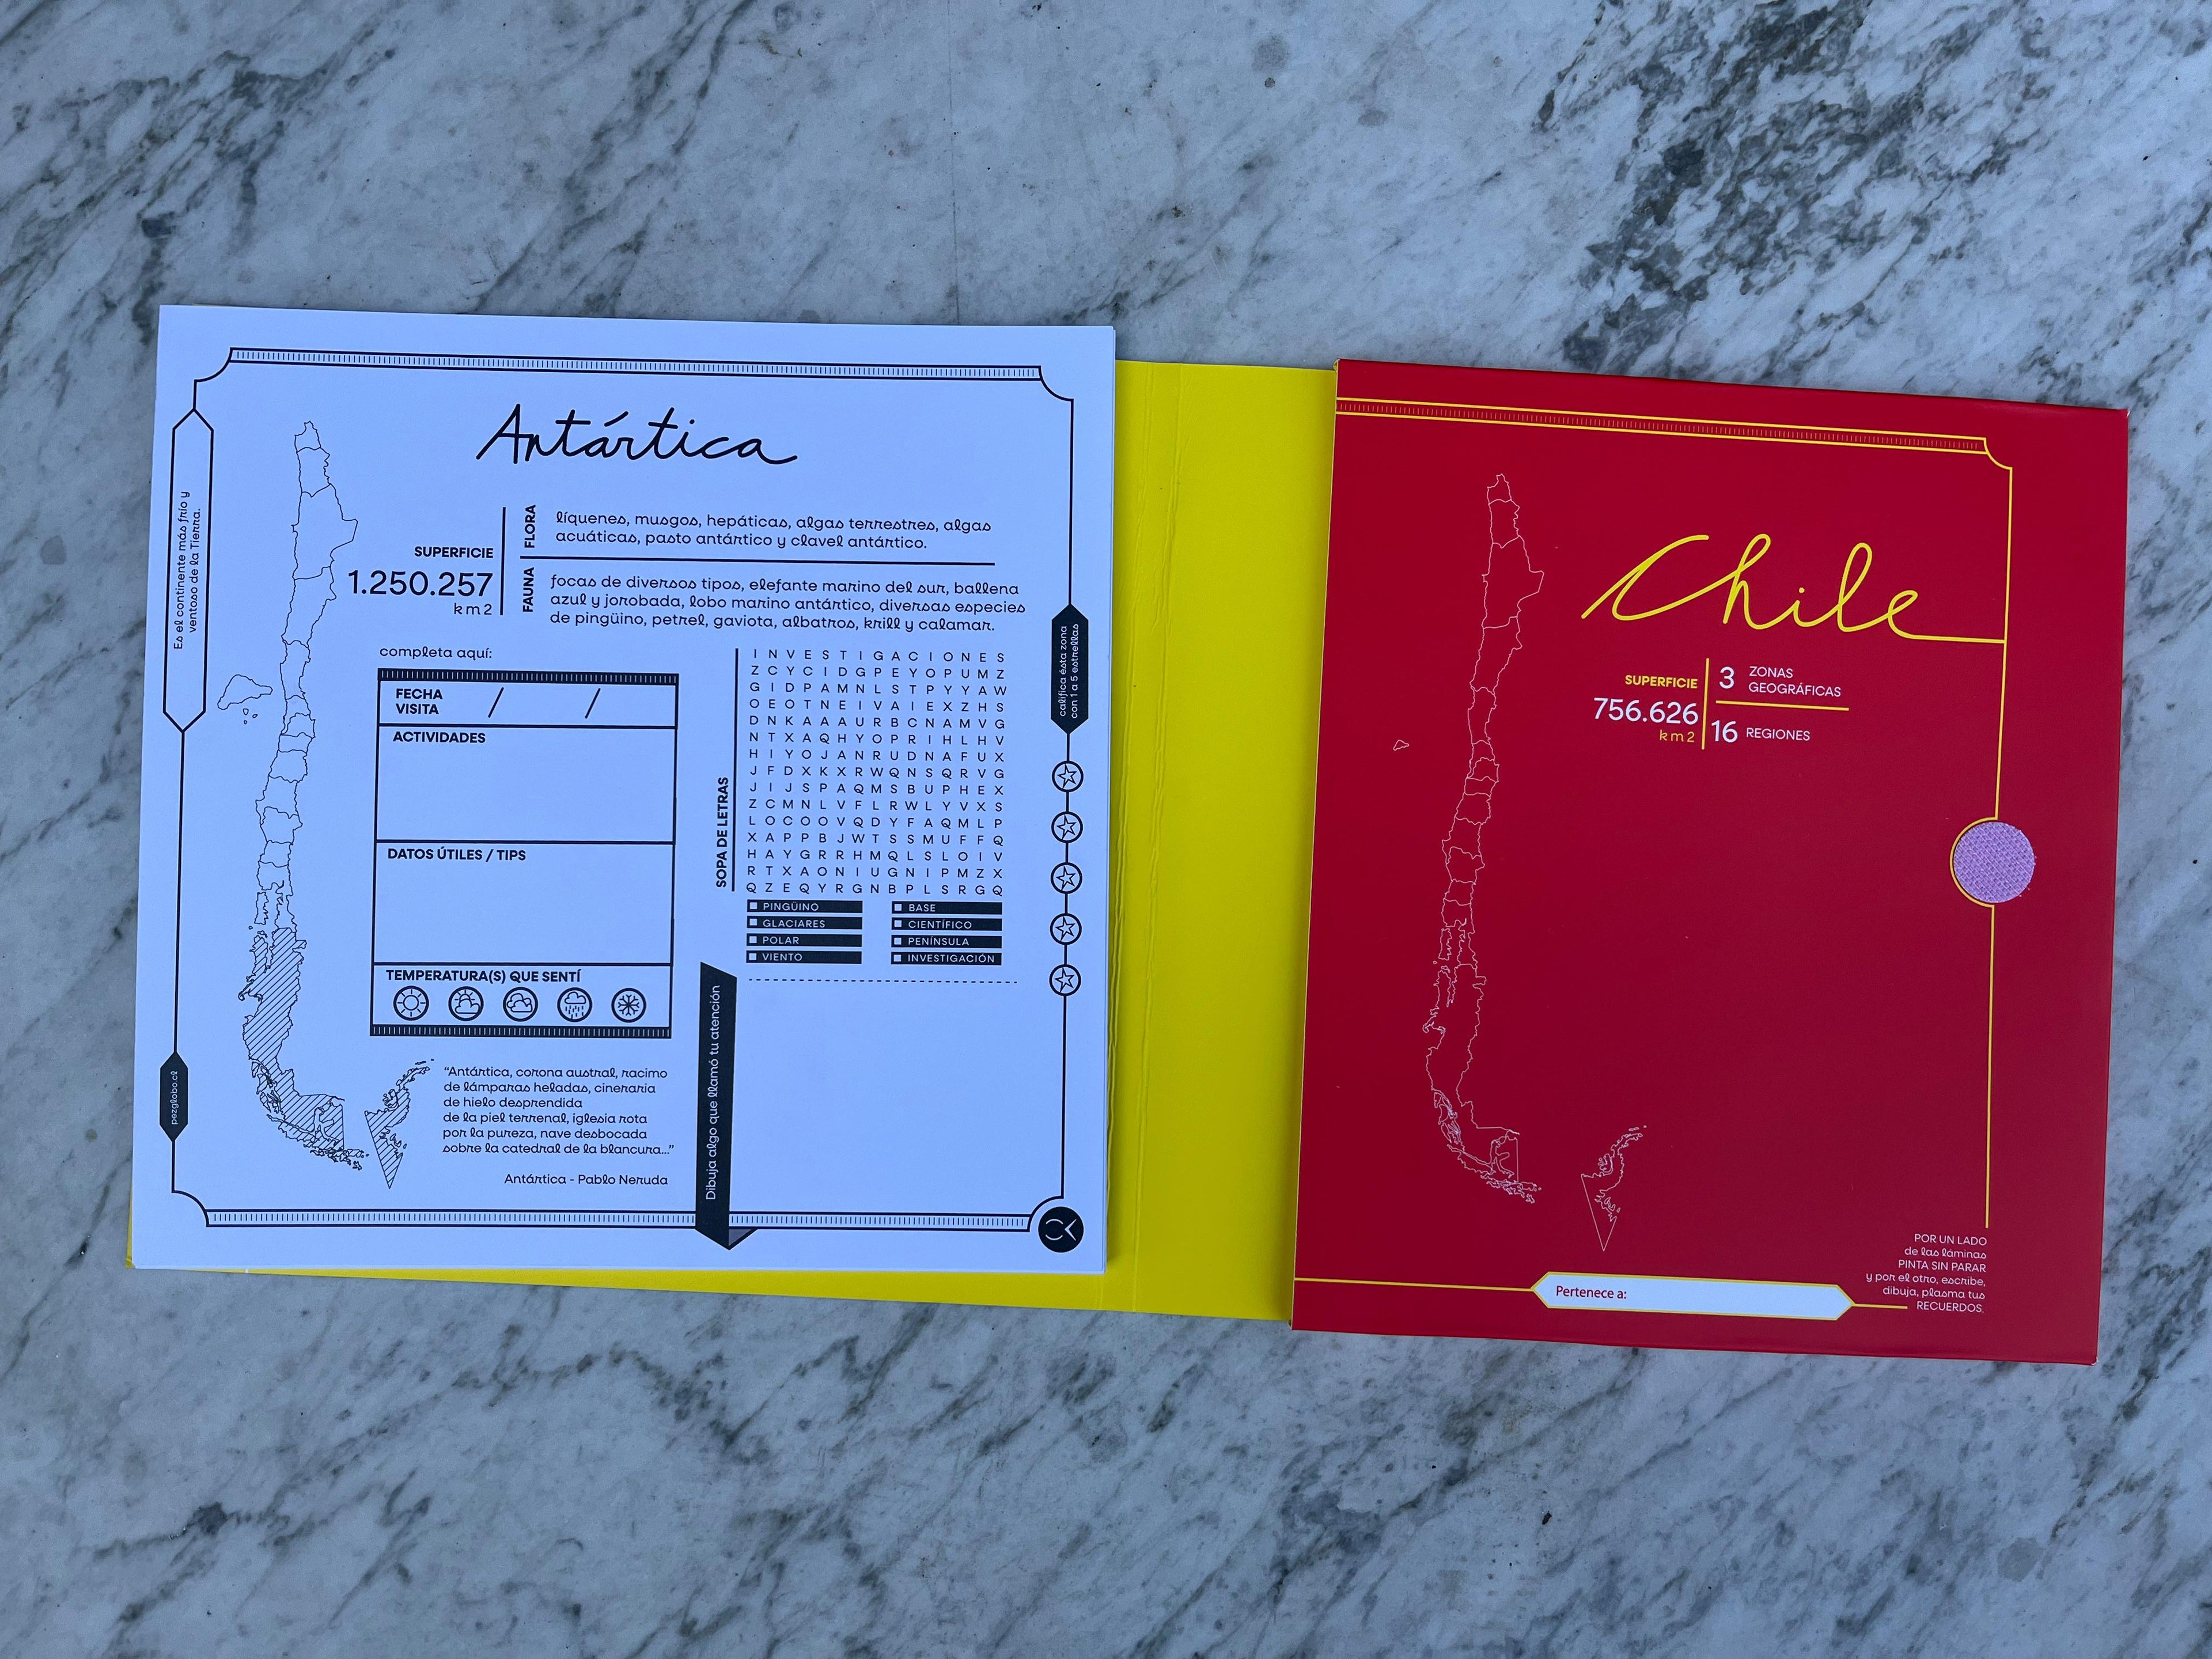 Antártica
Es el continente más frío y
ventoso de la Tierra.
SUPERFICIE
1.250.257
km2
FLORA
líquenes, musgos, hepáticas, algas terrestres, algas
acuáticas, pasto antártico y clavel antártico.
FAUNA
focas de diversos tipos, elefante marino del sur, ballena
azul y jorobada, lobo marino antártico, diversas especies
de pingüino, petrel, gaviota, albatros, krill y calamar.
completa aquí:
FECHA
VISITA
/ /
ACTIVIDADES
DATOS ÚTILES / TIPS
TEMPERATURA(S) QUE SENTÍ
SOPA DE LETRAS
I N V E S T I G A C I O N E S
Z C Y C I D G P E Y O P U M Z
G I D P A M N L S T P Y Y A W
O E O T N E I V A I E X Z H S
D N K A A A U R B C N A M V G
N T X A Q H Y O P R I H L H V
H I Y O J A N R U D N A F U X
J F D X K X R W Q N S Q R V G
J I J S P A Q M S B U P H E X
Z C M N L V F L R W L Y V X S
L O C O O V Q D Y F A Q M L P
X A P P B J W T S S M U F F Q
H A Y G R R H M Q L S L O I V
R T X A O N I U G N I P M Z X
Q Z E Q Y R G N B P L S R G Q
PINGÜINO
GLACIARES
POLAR
VIENTO
BASE
CIENTÍFICO
PENÍNSULA
INVESTIGACIÓN
califica ésta zona
con 1 a 5 estrellas
"Antártica, corona austral, racimo
de lámparas heladas, cineraria
de hielo desprendida
de la piel terrenal, iglesia rota
por la pureza, nave desbocada
sobre la catedral de la blancura..."
Antártica - Pablo Neruda
Dibuja algo que llamó tu atención
pezglobo.cl
Chile
SUPERFICIE
756.626
km2
3 ZONAS
GEOGRÁFICAS
16 REGIONES
POR UN LADO
de las láminas
PINTA SIN PARAR
y por el otro, escribe,
dibuja, plasma tus
RECUERDOS.
Pertenece a: